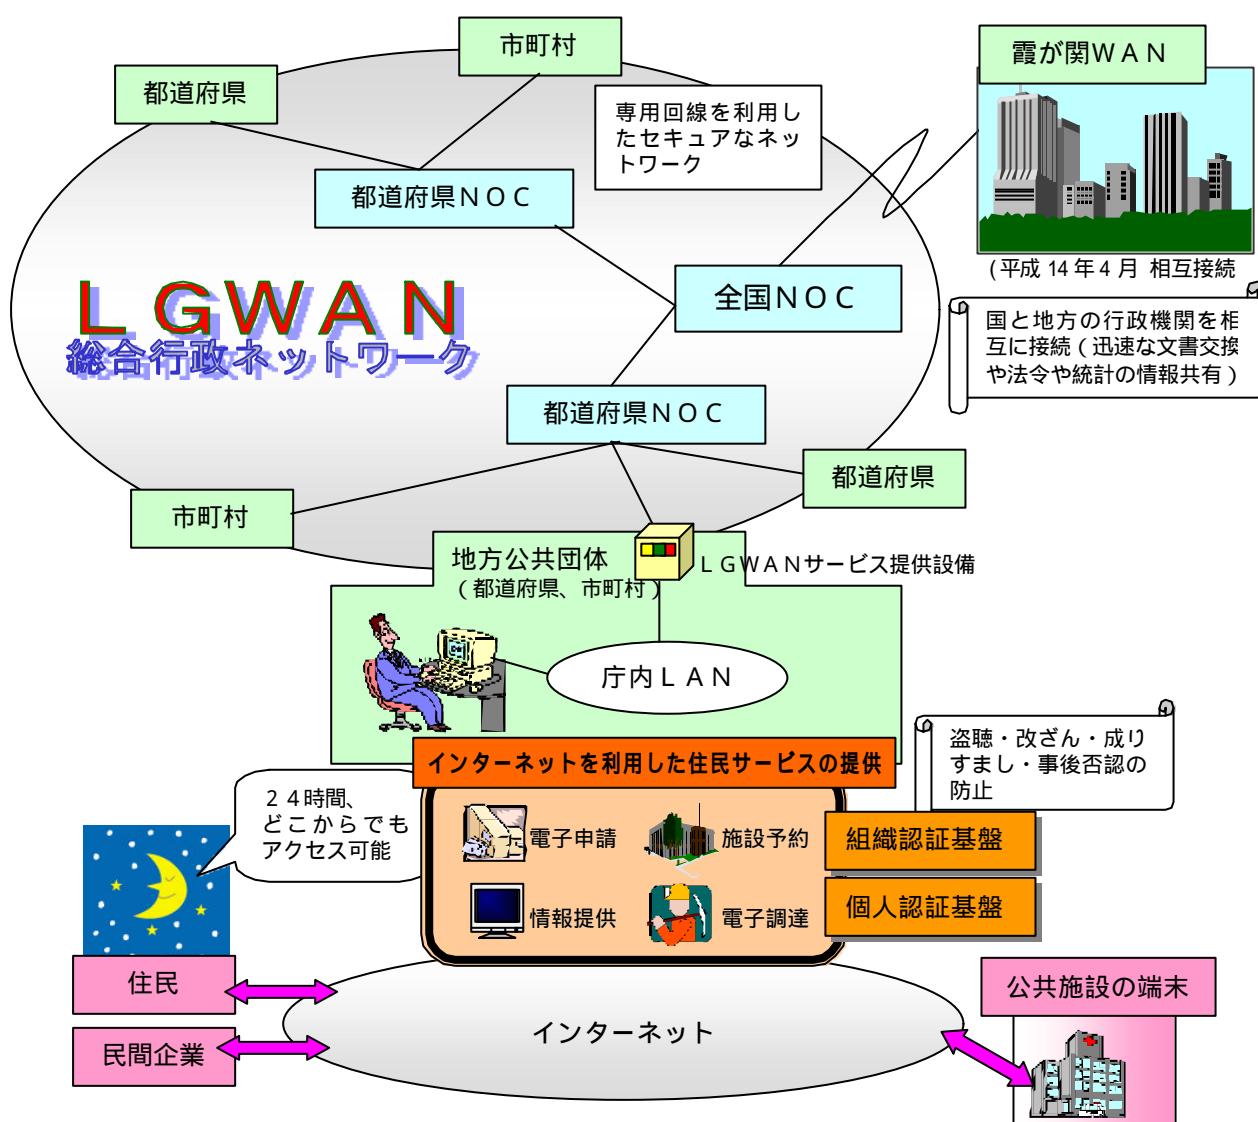 市町村
霞が関ＷＡＮ
都道府県
専用回線を利用し
たセキュアなネッ
トワーク
都道府県ＮＯＣ
(平成 14 年 4 月 相互接続
全国ＮＯＣ
ＬＧＷＡＮ
総合行政ネットワーク
国と地方の行政機関を相
互に接続（迅速な文書交換
や法令や統計の情報共有）
都道府県ＮＯＣ
都道府県
市町村
地方公共団体
（都道府県、市町村）
ＬＧＷＡＮサービス提供設備
庁内ＬＡＮ
盗聴・改ざん・成り
すまし・事後否認の
防止
インターネットを利用した住民サービスの提供
２４時間、
どこからでも
アクセス可能
電子申請
施設予約
組織認証基盤
情報提供
電子調達
個人認証基盤
住民
公共施設の端末
インターネット
民間企業